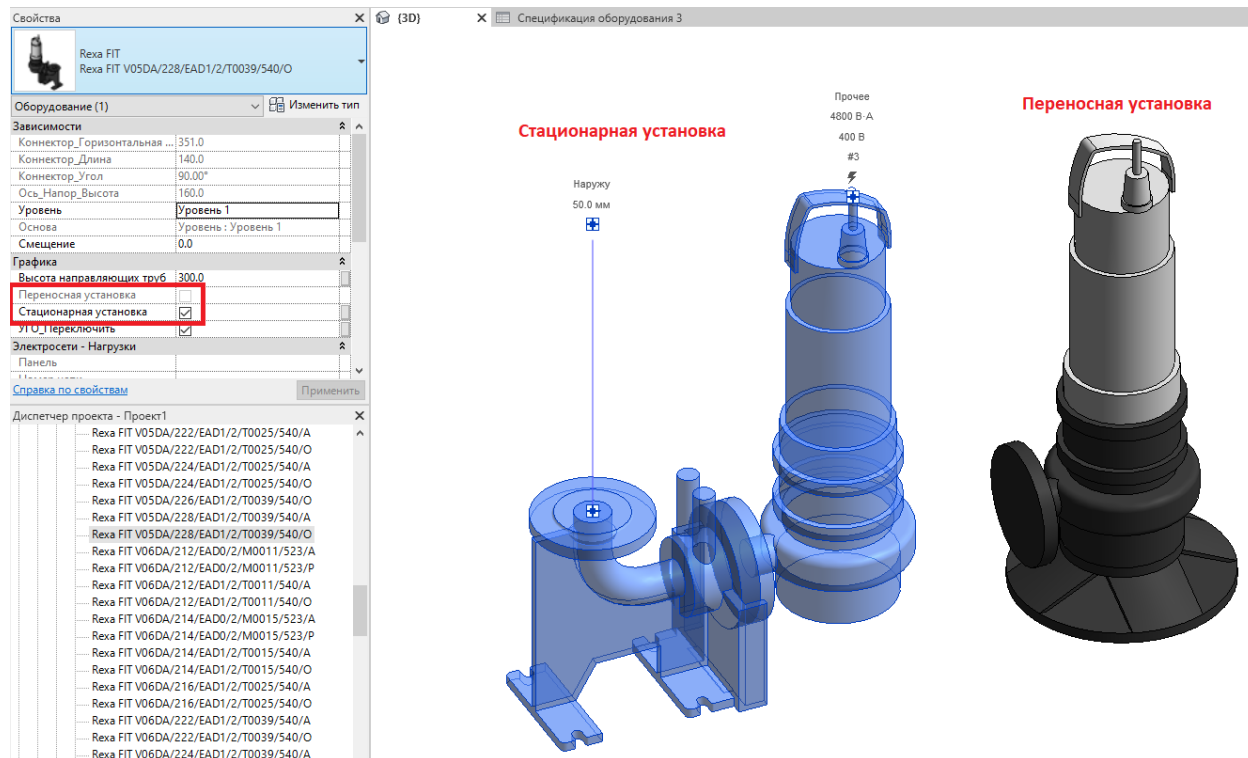 Свойства
Rexa FIT
Rexa FIT V05DA/228/EAD1/2/T0039/540/O
Оборудование (1)
Изменить тип
Зависимости
Коннектор_Горизонтальная ... 351.0
Коннектор_Длина 140.0
Коннектор_Угол 90.00°
Ось_Напор_Высота 160.0
Уровень Уровень 1
Основа Уровень : Уровень 1
Смещение 0.0
Графика
Высота направляющих труб 300.0
Переносная установка
Стационарная установка
УГО_Переключить
Электросети - Нагрузки
Панель
Справка по свойствам
Применить
Диспетчер проекта - Проект1
Rexa FIT V05DA/222/EAD1/2/T0025/540/A
Rexa FIT V05DA/222/EAD1/2/T0025/540/O
Rexa FIT V05DA/224/EAD1/2/T0025/540/A
Rexa FIT V05DA/224/EAD1/2/T0025/540/O
Rexa FIT V05DA/226/EAD1/2/T0039/540/O
Rexa FIT V05DA/228/EAD1/2/T0039/540/A
Rexa FIT V05DA/228/EAD1/2/T0039/540/O
Rexa FIT V06DA/212/EAD0/2/M0011/523/A
Rexa FIT V06DA/212/EAD0/2/M0011/523/P
Rexa FIT V06DA/212/EAD1/2/T0011/540/A
Rexa FIT V06DA/212/EAD1/2/T0011/540/O
Rexa FIT V06DA/214/EAD0/2/M0015/523/A
Rexa FIT V06DA/214/EAD0/2/M0015/523/P
Rexa FIT V06DA/214/EAD1/2/T0015/540/A
Rexa FIT V06DA/214/EAD1/2/T0015/540/O
Rexa FIT V06DA/216/EAD1/2/T0025/540/A
Rexa FIT V06DA/216/EAD1/2/T0025/540/O
Rexa FIT V06DA/222/EAD1/2/T0039/540/A
Rexa FIT V06DA/222/EAD1/2/T0039/540/O
Rexa FIT V06DA/224/EAD1/2/T0039/540/A
{3D}
Спецификация оборудования 3
Стационарная установка
Наружу
50.0 мм
Прочее
4800 В·А
400 В
#3
Переносная установка